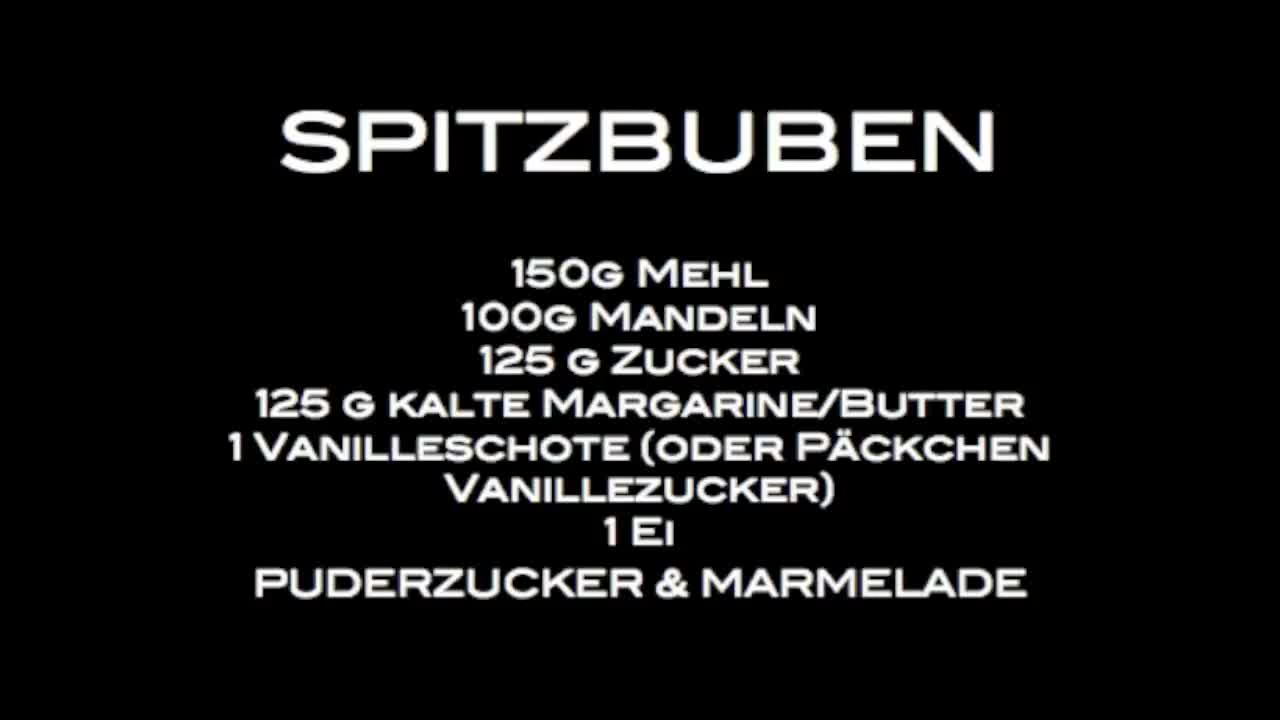 SPITZBUBEN
150g Mehl
100g Mandeln
125 g Zucker
125 g kalte Margarine/Butter
1 Vanilleschote (oder Päckchen
Vanillezucker)
1 Ei
PUDERZUCKER & MARMELADE